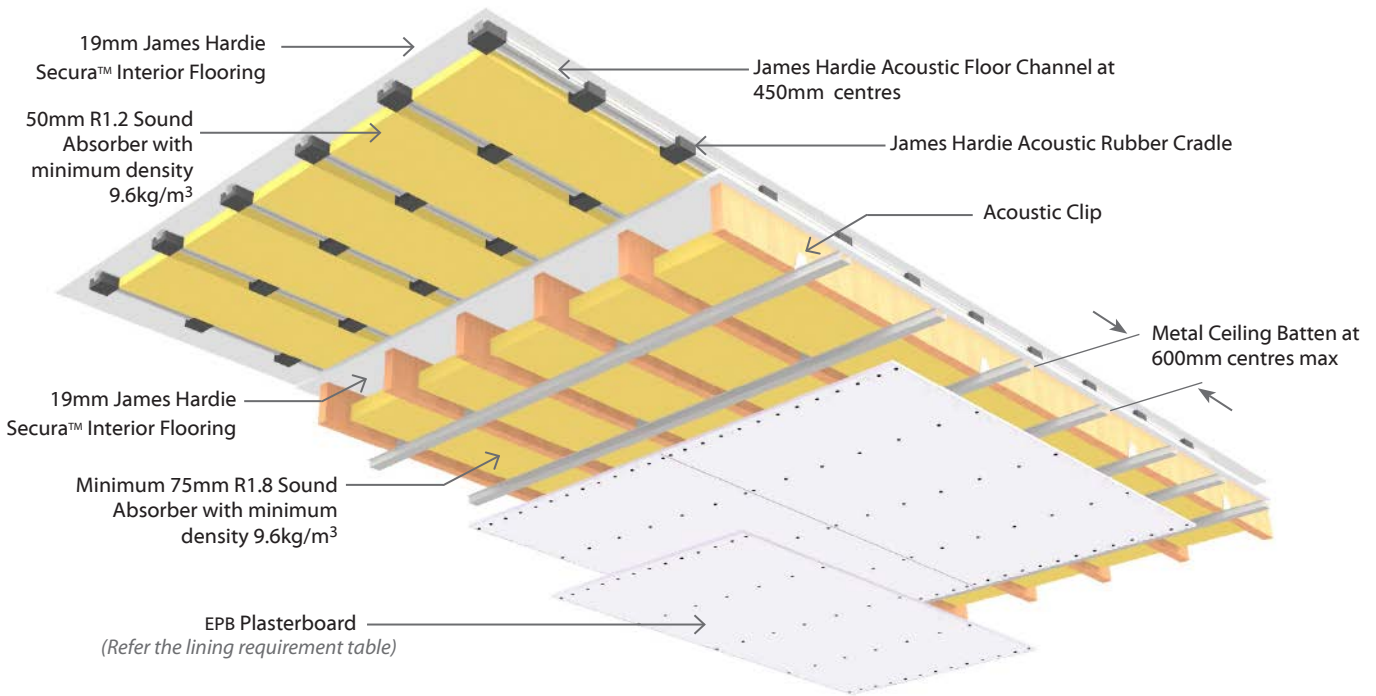 19mm James Hardie
Secura™ Interior Flooring
50mm R1.2 Sound
Absorber with
minimum density
9.6kg/m³
James Hardie Acoustic Floor Channel at
450mm centres
James Hardie Acoustic Rubber Cradle
Acoustic Clip
Metal Ceiling Batten at
600mm centres max
19mm James Hardie
Secura™ Interior Flooring
Minimum 75mm R1.8 Sound
Absorber with minimum
density 9.6kg/m³
EPB Plasterboard
(Refer the lining requirement table)